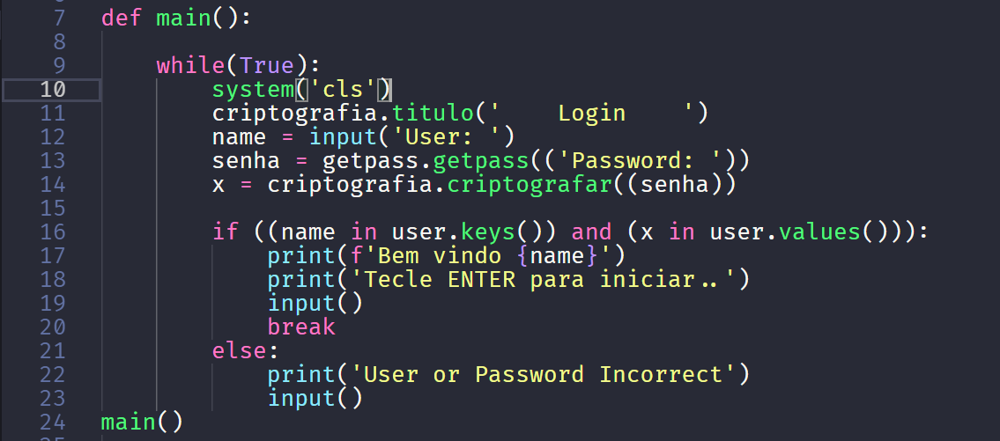 7 def main():
8
9     while(True):
10         system('cls')
11         criptografia.titulo('    Login    ')
12         name = input('User: ')
13         senha = getpass.getpass(('Password: '))
14         x = criptografia.criptografar((senha))
15
16         if ((name in user.keys()) and (x in user.values())):
17             print(f'Bem vindo {name}')
18             print('Tecle ENTER para iniciar..')
19             input()
20             break
21         else:
22             print('User or Password Incorrect')
23             input()
24 main()